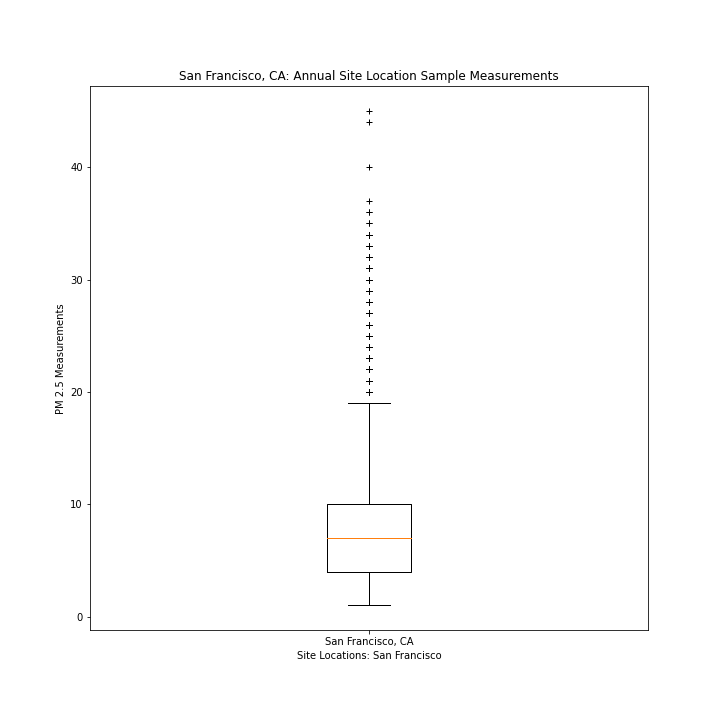 San Francisco, CA: Annual Site Location Sample Measurements
PM 2.5 Measurements
40
30
20
10
0
San Francisco, CA
Site Locations: San Francisco